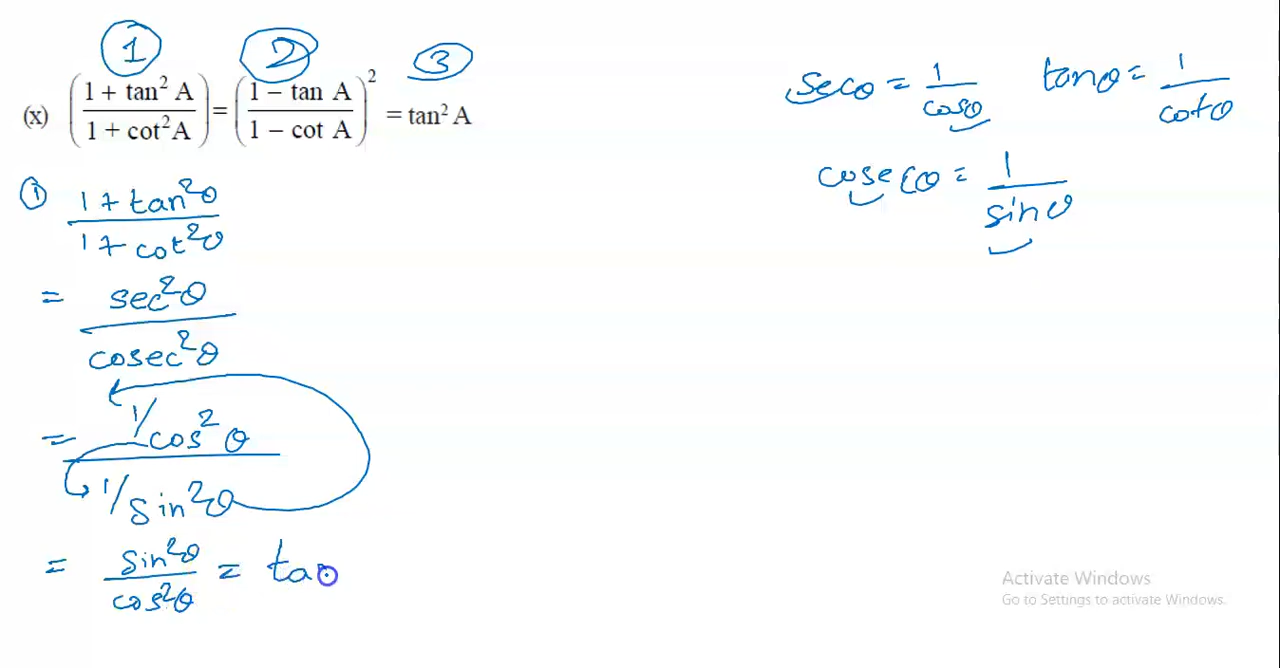 ① ② ③
(x) (1 + tan² A / 1 + cot²A) = (1 − tan A / 1 − cot A)² = tan² A
secθ = 1/cosθ tanθ = 1/cotθ
cosecθ = 1/sinθ
① 1 + tan²θ / 1 + cot²θ
= sec²θ / cosec²θ
= 1/cos²θ / 1/sin²θ
= sin²θ / cos²θ = tan
Activate Windows
Go to Settings to activate Windows.